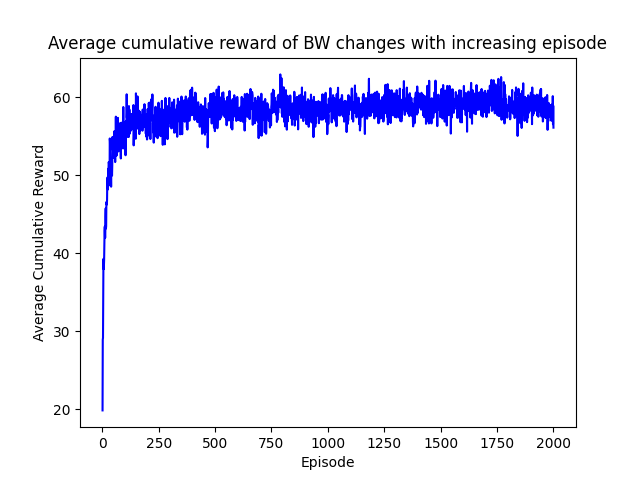 Average cumulative reward of BW changes with increasing episode
60
50
40
30
20
Average Cumulative Reward
0 250 500 750 1000 1250 1500 1750 2000
Episode